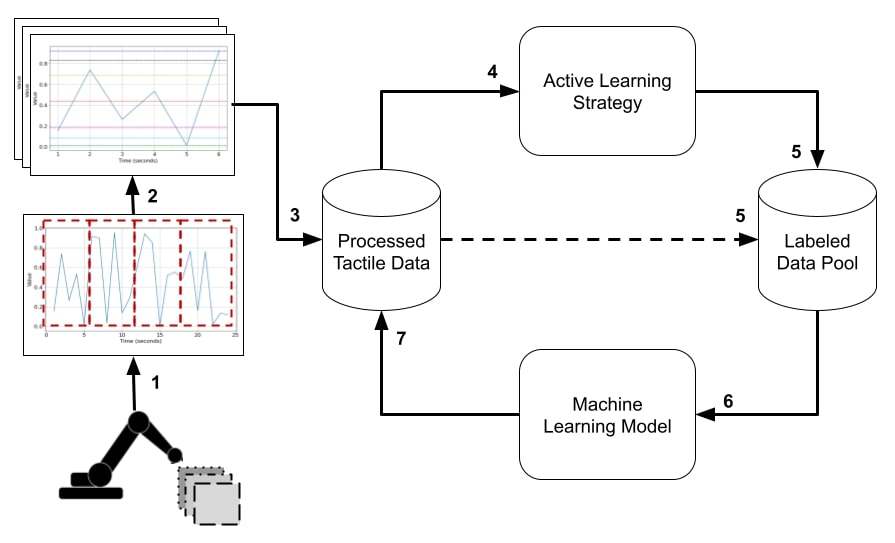 Value
Value
Value
0.8
0.6
0.4
0.2
0.0
1 2 3 4 5 6
Time (seconds)
2
1.0
0.8
0.6
0.4
0.2
0.0
Value
0 5 10 15 20 25
Time (seconds)
1
3
Processed
Tactile Data
4
Active Learning
Strategy
5
5
Labeled
Data Pool
6
Machine
Learning Model
7